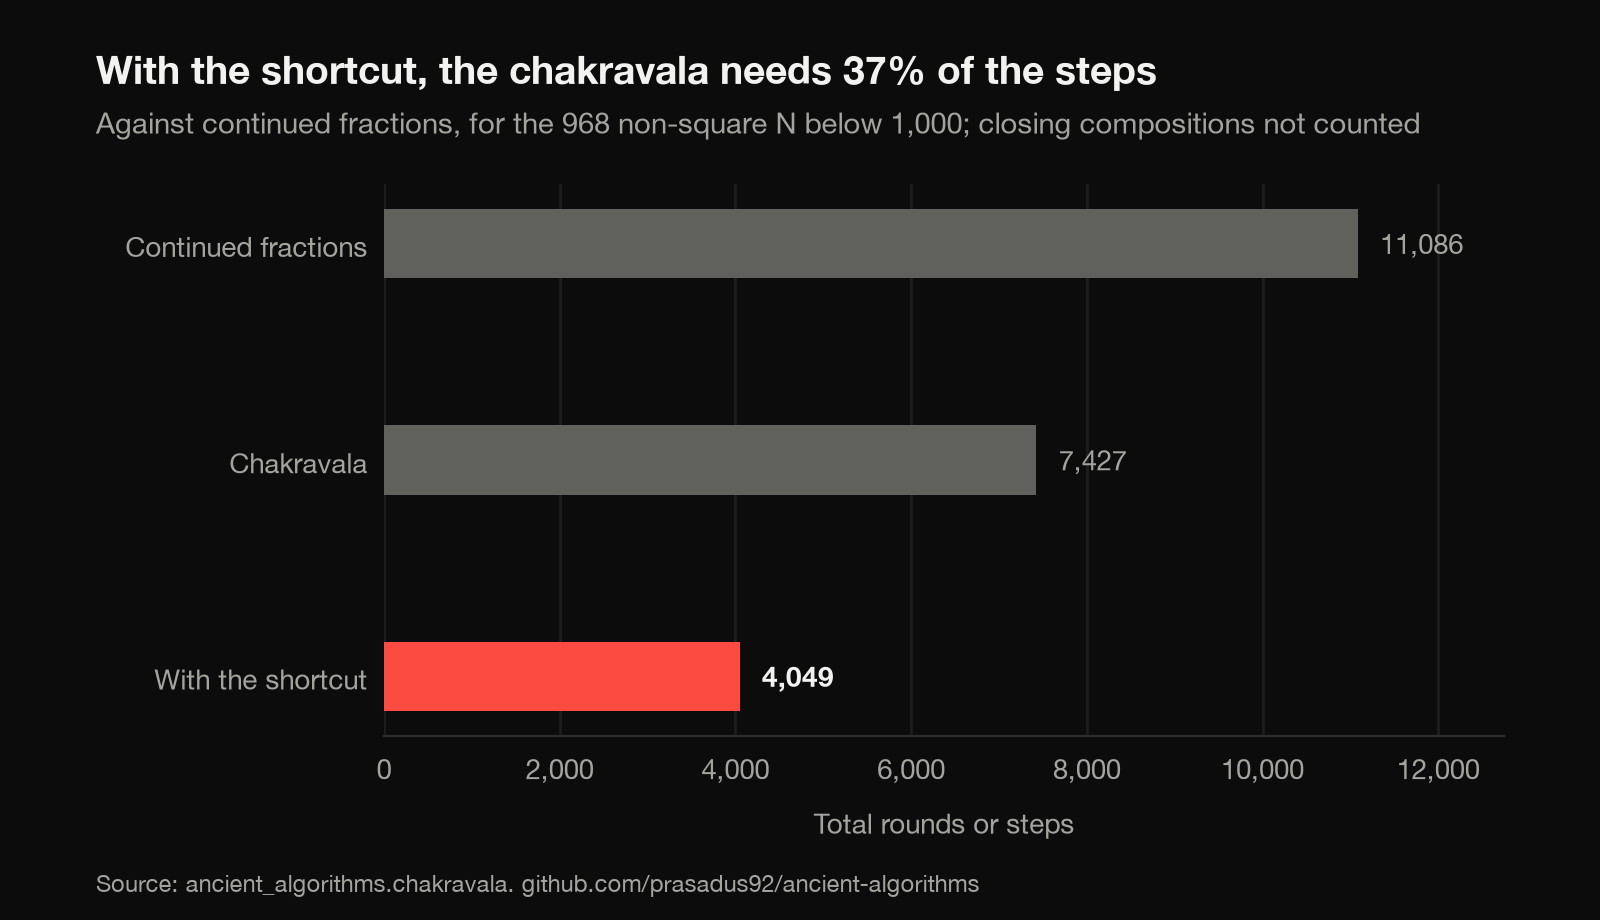 With the shortcut, the chakravala needs 37% of the steps
Against continued fractions, for the 968 non-square N below 1,000; closing compositions not counted
Continued fractions
11,086
Chakravala
7,427
With the shortcut
4,049
0 2,000 4,000 6,000 8,000 10,000 12,000
Total rounds or steps
Source: ancient_algorithms.chakravala. github.com/prasadus92/ancient-algorithms